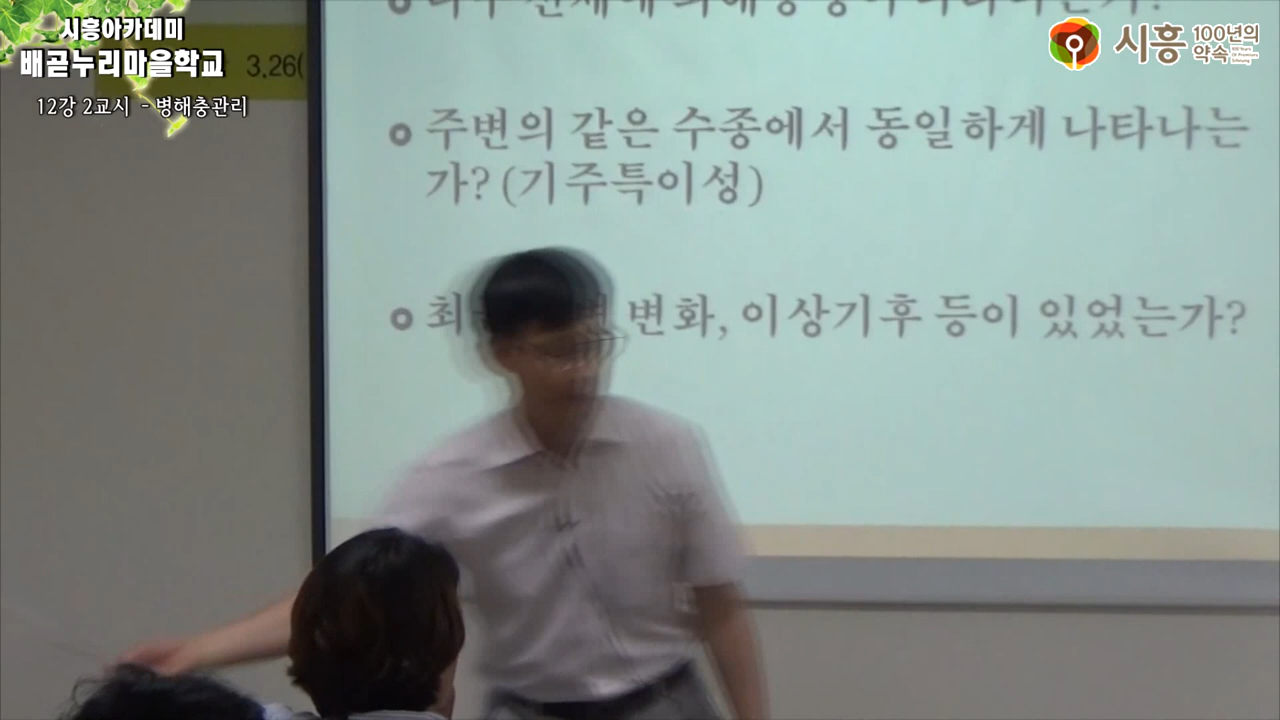 시흥아카데미
배곧누리마을학교
3.26(
12강 2교시 - 병해충관리
시흥 100년의 약속
주변의 같은 수종에서 동일하게 나타나는
가? (기주특이성)
변화, 이상기후 등이 있었는가?